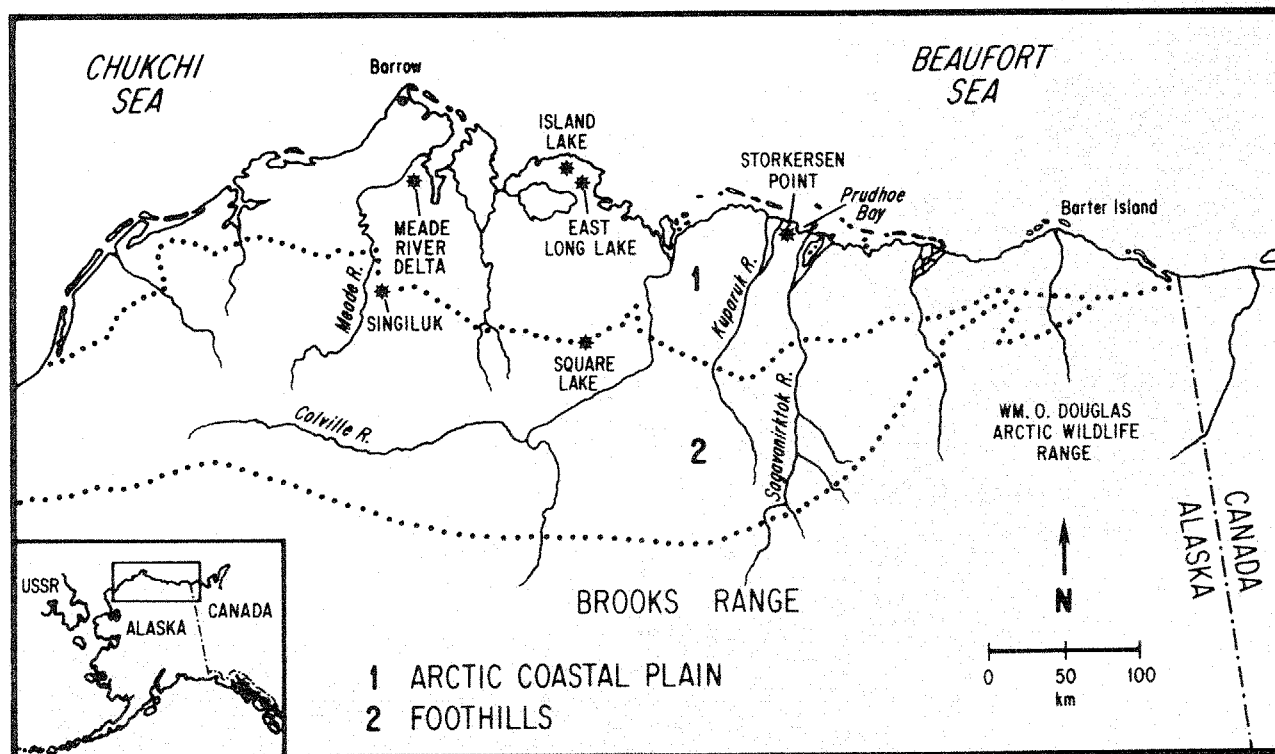 CHUKCHI
SEA
Barrow
BEAUFORT
SEA
ISLAND
LAKE
STORKERSEN
POINT
Prudhoe
Bay
Barter Island
MEADE
RIVER
DELTA
EAST
LONG LAKE
1
Meade R.
Kuparuk R.
SINGILUK
SQUARE
LAKE
Colville R.
2
Sagavanirktok R.
WM. O. DOUGLAS
ARCTIC WILDLIFE
RANGE
CANADA
ALASKA
USSR
CANADA
ALASKA
BROOKS RANGE
N
0 50 100
km
1 ARCTIC COASTAL PLAIN
2 FOOTHILLS